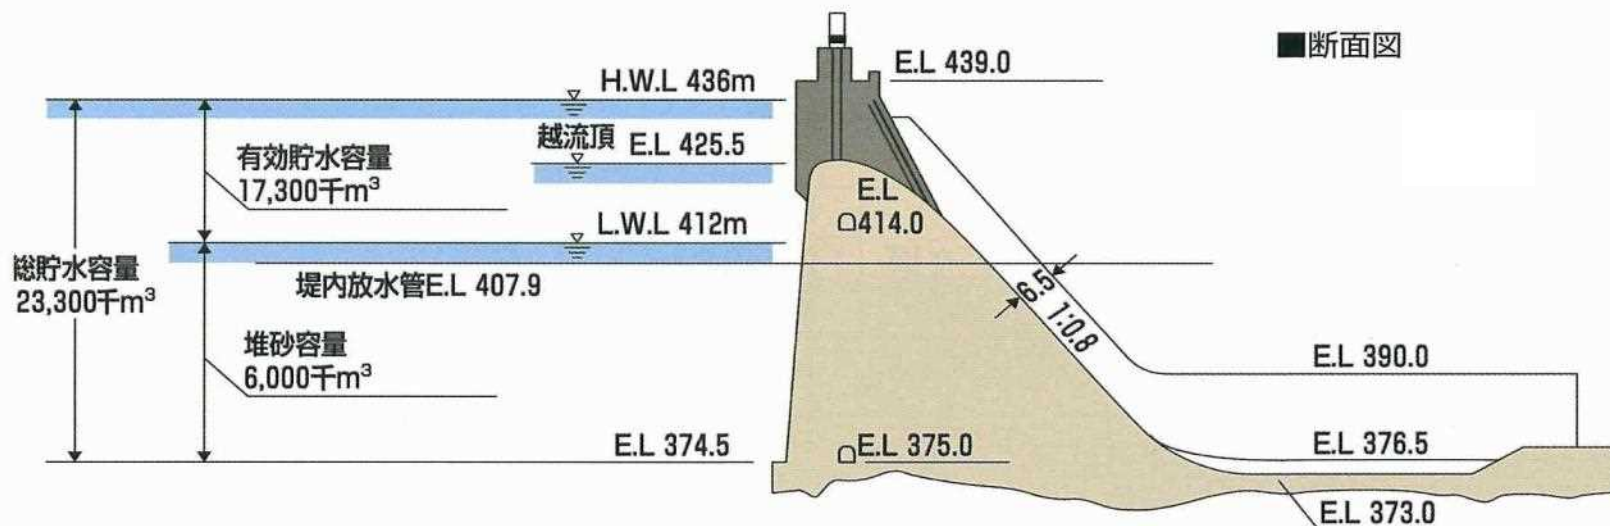 ■断面図
E.L 439.0
H.W.L 436m
越流頂 E.L 425.5
有効貯水容量
17,300千m³
E.L
414.0
L.W.L 412m
総貯水容量
23,300千m³
堤内放水管E.L 407.9
6.5 1:0.8
堆砂容量
6,000千m³
E.L 390.0
E.L 374.5
E.L 375.0
E.L 376.5
E.L 373.0